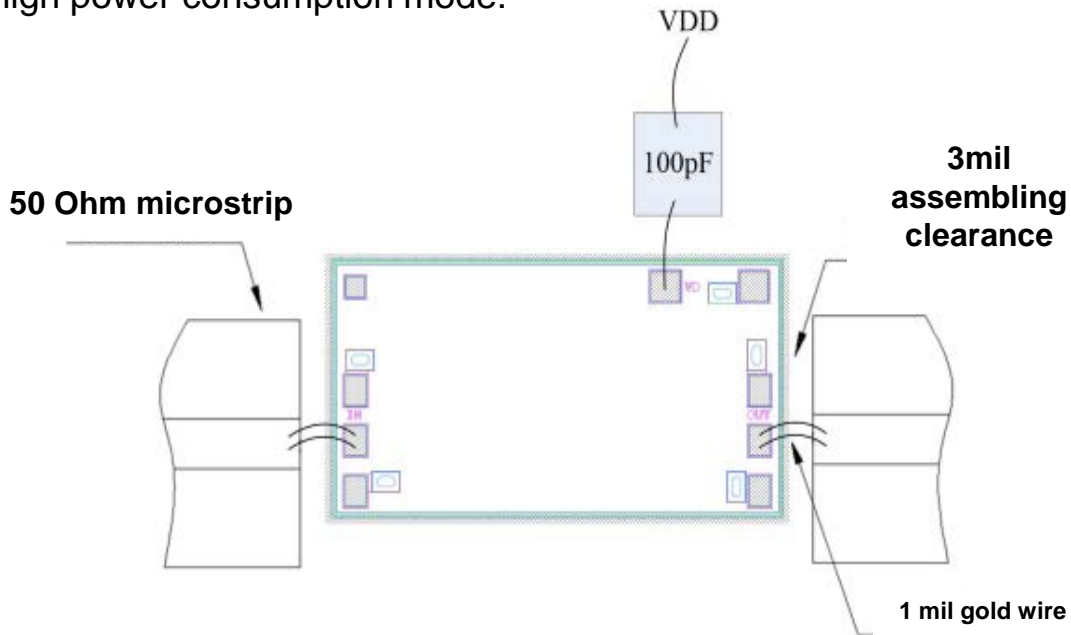 high power consumption mode.
VDD
100pF
3mil
assembling
clearance
50 Ohm microstrip
VD
IN
OUT
1 mil gold wire